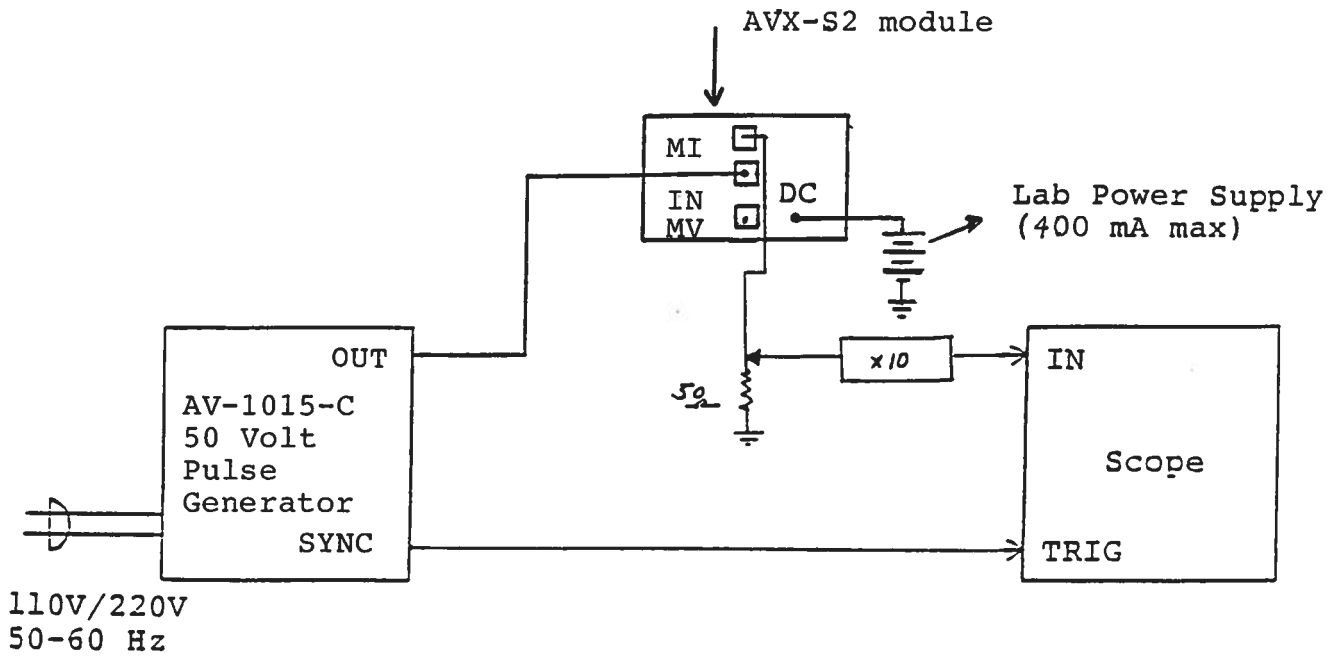 AVX-S2 module
MI
IN
MV
DC
Lab Power Supply
(400 mA max)
OUT
AV-1015-C
50 Volt
Pulse
Generator
SYNC
x10
50Ω
IN
Scope
TRIG
110V/220V
50-60 Hz